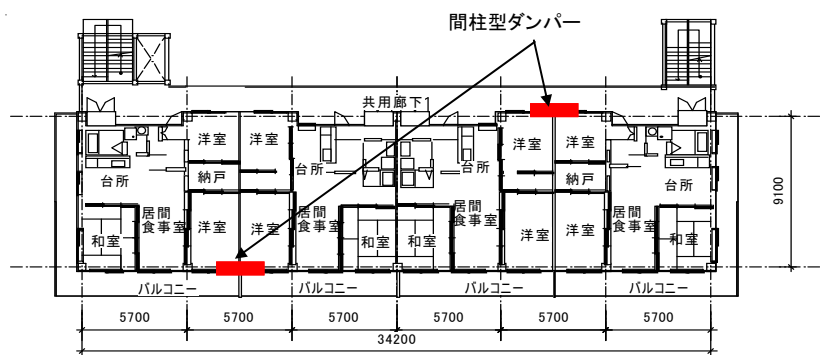 間柱型ダンパー
共用廊下1
洋室
洋室
洋室
洋室
台所
納戸
台所
台所
納戸
台所
居間
食事室
洋室
洋室
居間
食事室
居間
食事室
洋室
洋室
居間
食事室
和室
和室
和室
和室
バルコニー
バルコニー
バルコニー
バルコニー
9100
5700
5700
5700
5700
5700
5700
34200